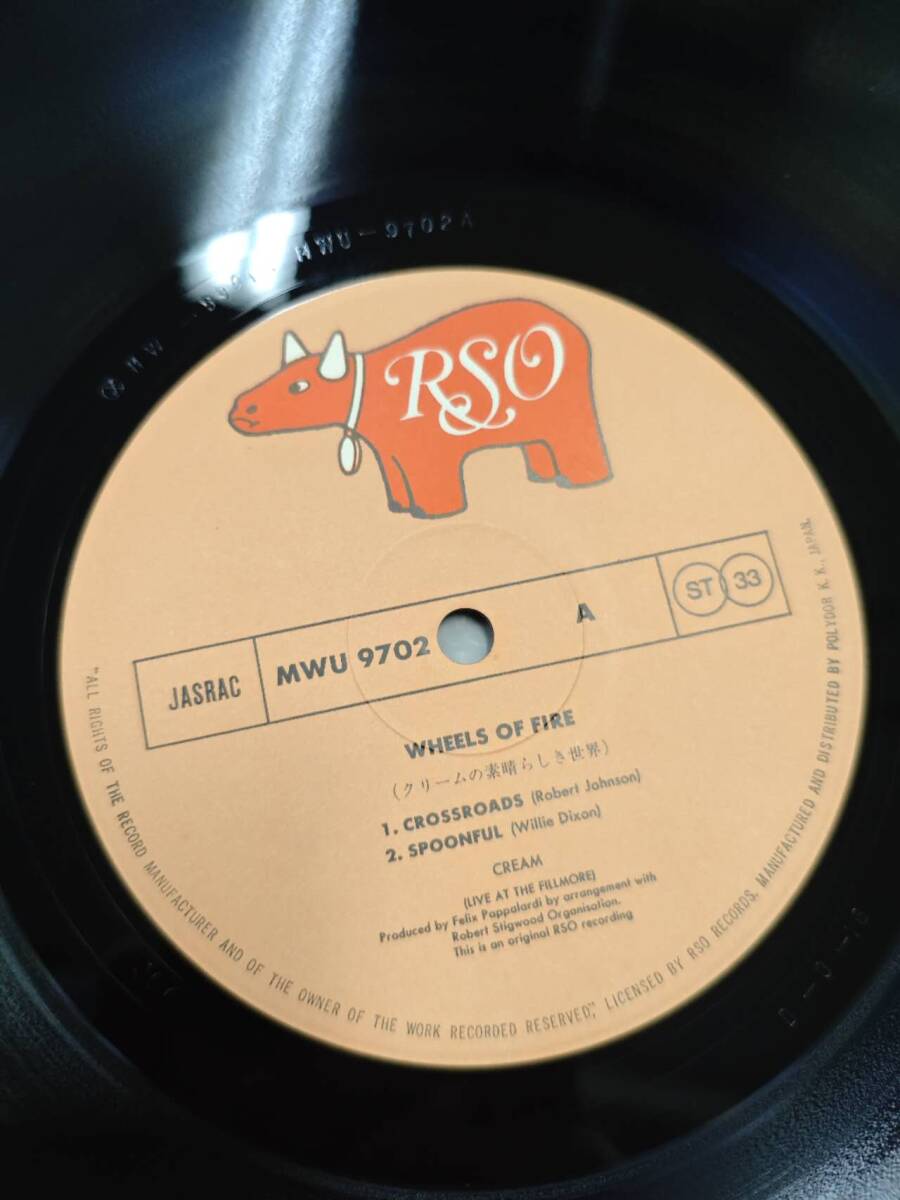 MWU-9702A
RSO
JASRAC
MWU 9702
A
ST 33
WHEELS OF FIRE
(クリームの素晴らしき世界)
1. CROSSROADS (Robert Johnson)
2. SPOONFUL (Willie Dixon)
CREAM
(LIVE AT THE FILLMORE)
Produced by Felix Pappalardi by arrangement with
Robert Stigwood Organisation.
This is an original RSO recording
"ALL RIGHTS OF THE RECORD MANUFACTURER AND OF THE OWNER OF THE WORK RECORDED RESERVED", LICENSED BY RSO RECORDS. MANUFACTURED AND DISTRIBUTED BY POLYDOR K.K., JAPAN.